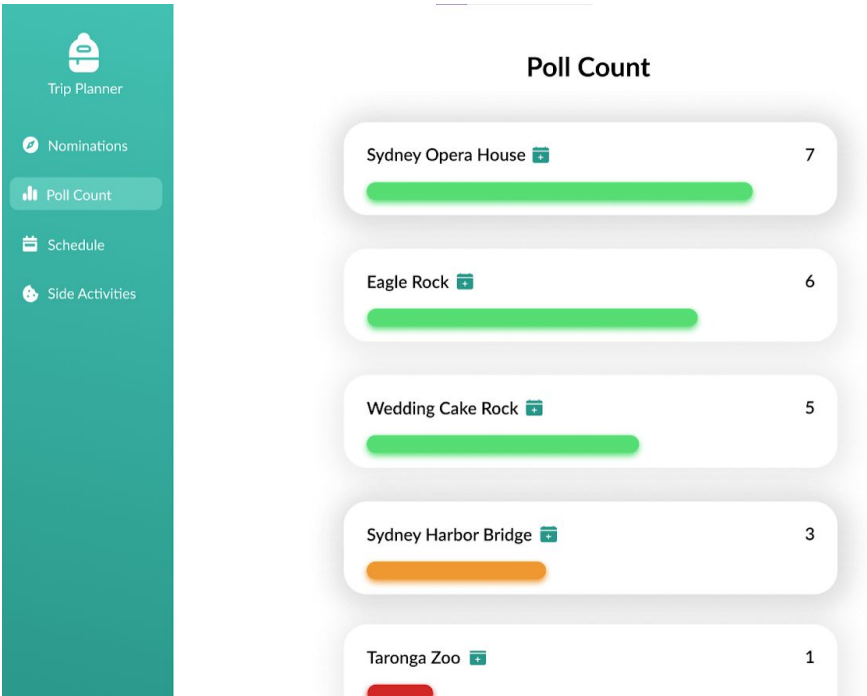 Trip Planner
Nominations
Poll Count
Schedule
Side Activities
Poll Count
Sydney Opera House 7
Eagle Rock 6
Wedding Cake Rock 5
Sydney Harbor Bridge 3
Taronga Zoo 1